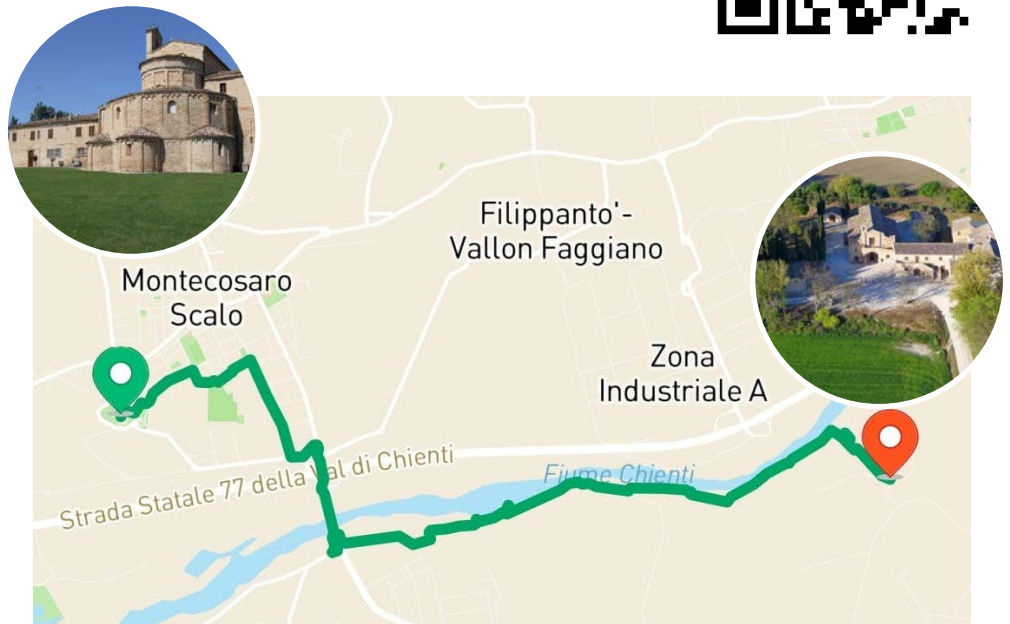 Filippanto'-
Vallon Faggiano
Montecosaro
Scalo
Zona
Industriale A
Strada Statale 77 della Val di Chienti
Fiume Chienti